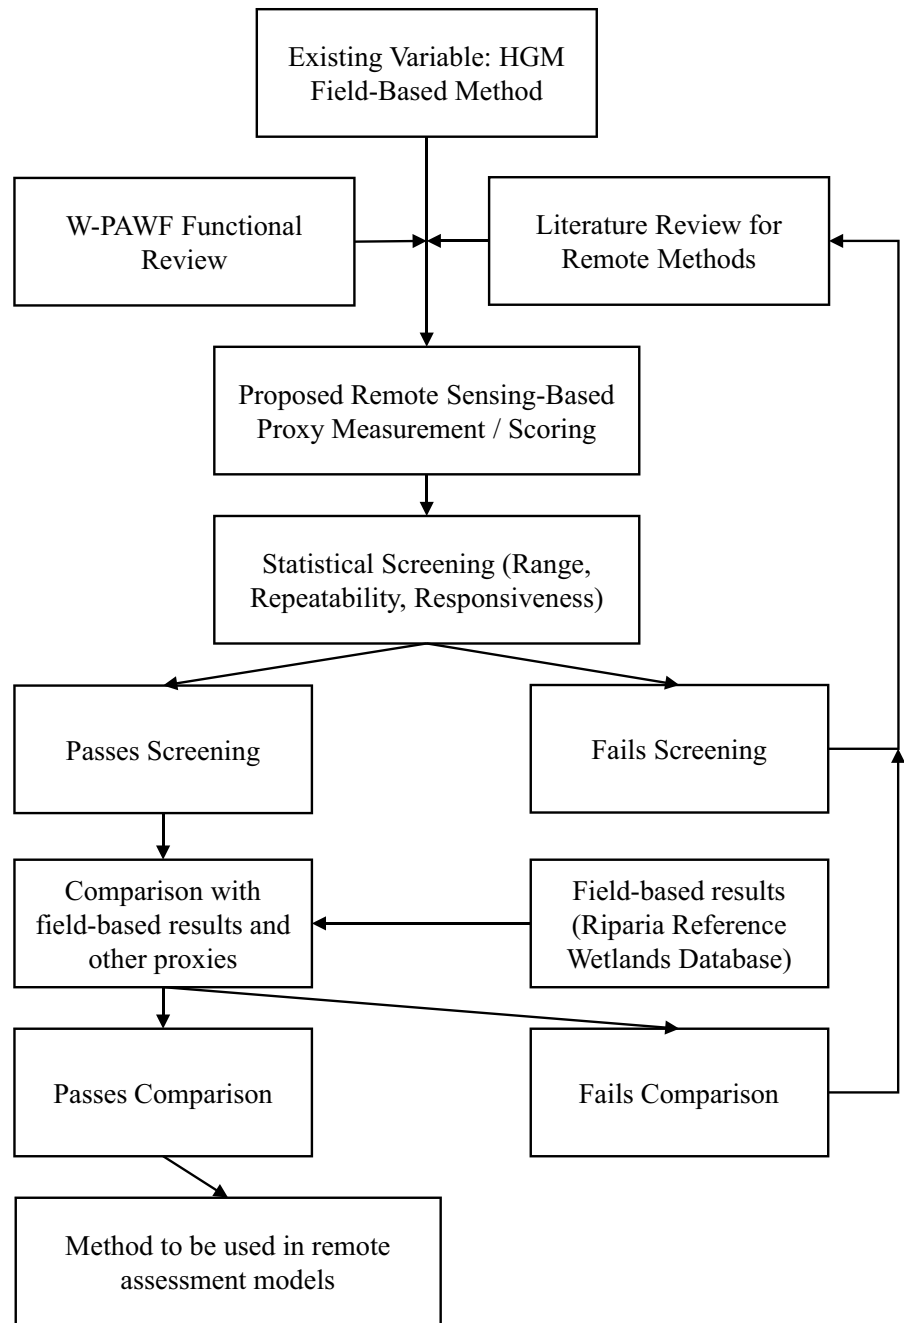 Existing Variable: HGM
Field-Based Method
W-PAWF Functional
Review
Literature Review for
Remote Methods
Proposed Remote Sensing-Based
Proxy Measurement / Scoring
Statistical Screening (Range,
Repeatability, Responsiveness)
Passes Screening
Fails Screening
Comparison with
field-based results and
other proxies
Field-based results
(Riparia Reference
Wetlands Database)
Passes Comparison
Fails Comparison
Method to be used in remote
assessment models